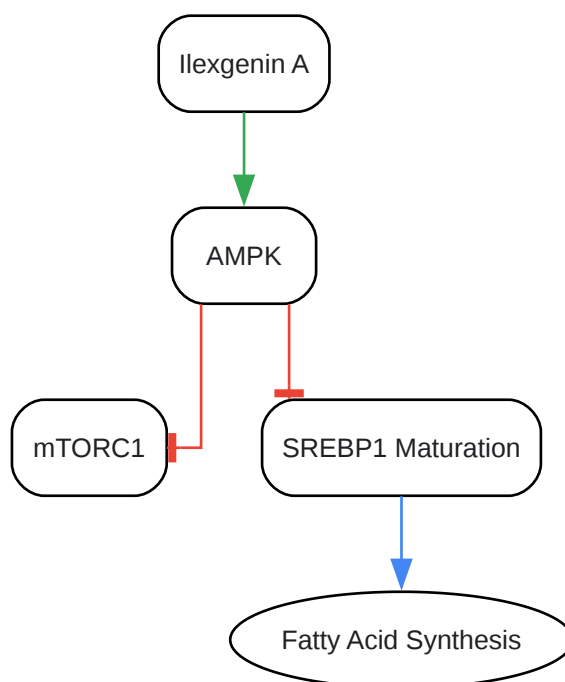 Ilexgenin A
AMPK
mTORC1
SREBP1 Maturation
Fatty Acid Synthesis